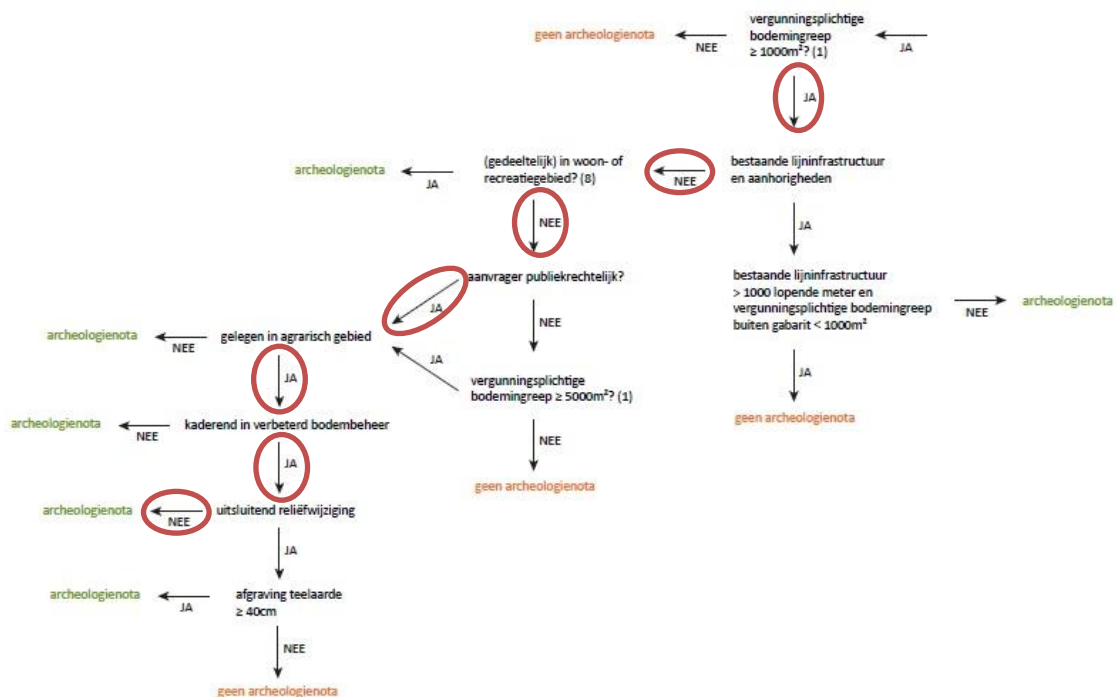 vergunningsplichtige
bodemingreep
≥ 1000m²? (1)
geen archeologienota
NEE
JA
JA
archeologienota
JA
(gedeeltelijk) in woon- of
recreatiegebied? (8)
NEE
bestaande lijninfrastructuur
en aanhorigheden
NEE
JA
aanvrager publiekrechtelijk?
JA
NEE
bestaande lijninfrastructuur
> 1000 lopende meter en
vergunningsplichtige bodemingreep
buiten gabarit < 1000m²
NEE
archeologienota
JA
geen archeologienota
archeologienota
NEE
gelegen in agrarisch gebied
JA
JA
vergunningsplichtige
bodemingreep ≥ 5000m²? (1)
NEE
geen archeologienota
archeologienota
NEE
kaderend in verbeterd bodembeheer
JA
archeologienota
NEE
uitsluitend reliëfwijziging
JA
archeologienota
JA
afgraving teelaarde
≥ 40cm
NEE
geen archeologienota